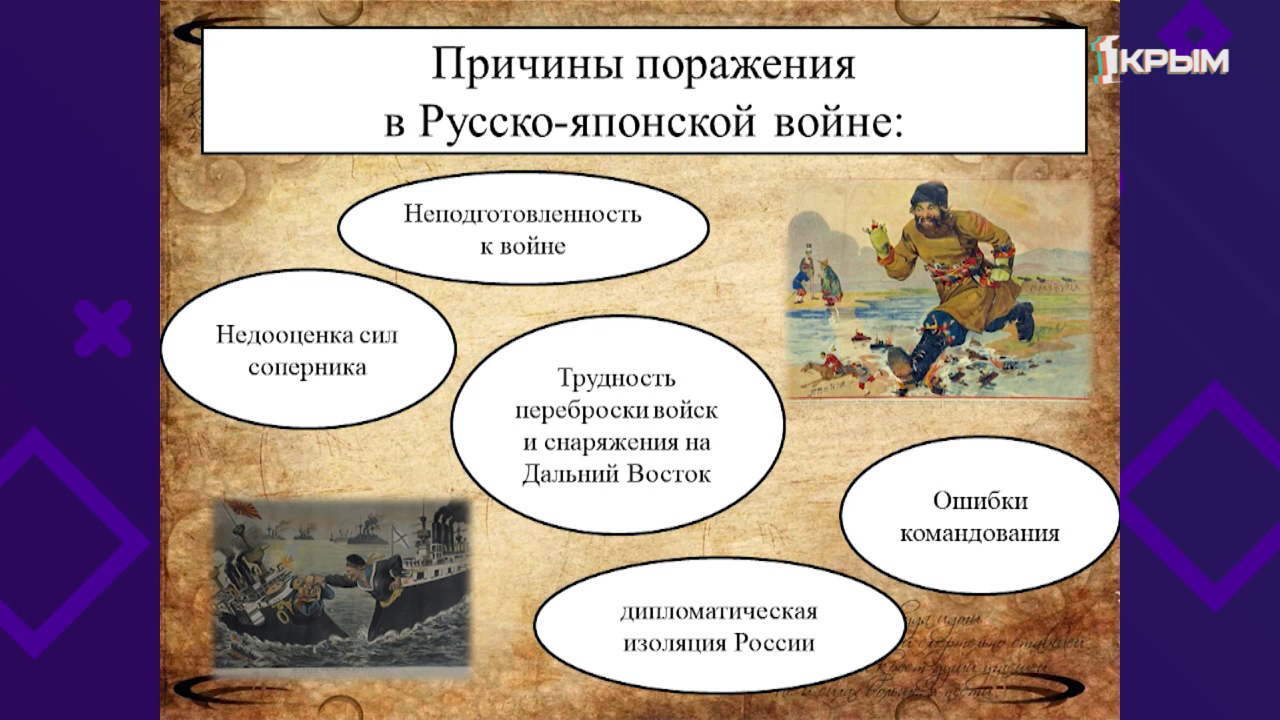 Причины поражения
в Русско-японской войне:
1КРЫМ
Неподготовленность
к войне
Недооценка сил
соперника
Трудность
переброски войск
и снаряжения на
Дальний Восток
Ошибки
командования
дипломатическая
изоляция России